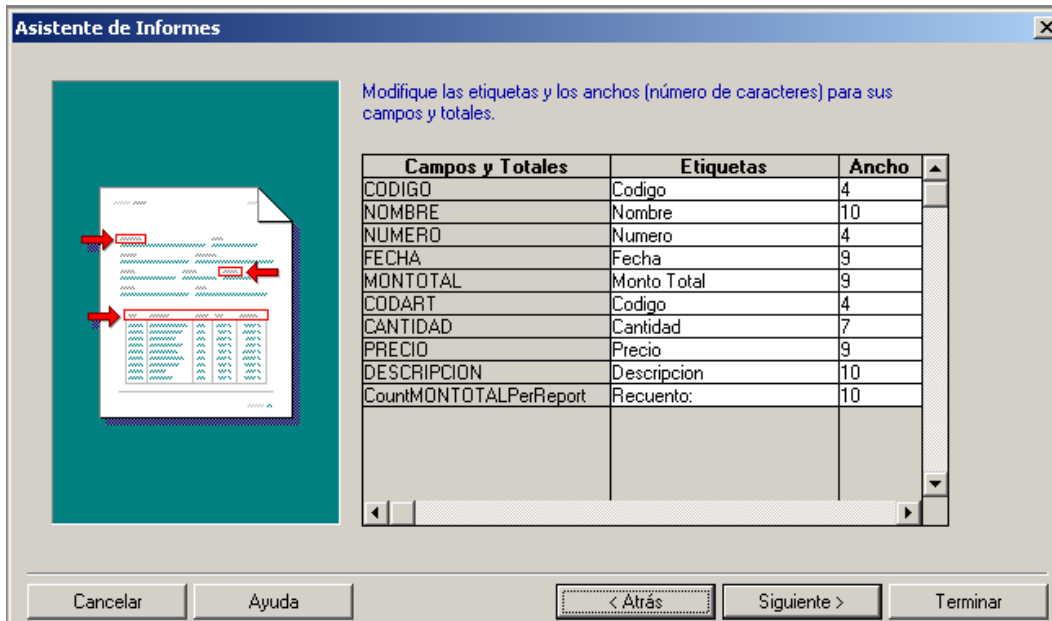 Asistente de Informes
Modifique las etiquetas y los anchos (número de caracteres) para sus
campos y totales.
Campos y Totales Etiquetas Ancho
CODIGO Codigo 4
NOMBRE Nombre 10
NUMERO Numero 4
FECHA Fecha 9
MONTOTAL Monto Total 9
CODART Codigo 4
CANTIDAD Cantidad 7
PRECIO Precio 9
DESCRIPCION Descripcion 10
CountMONTOTALPerReport Recuento: 10
Cancelar Ayuda < Atrás Siguiente > Terminar